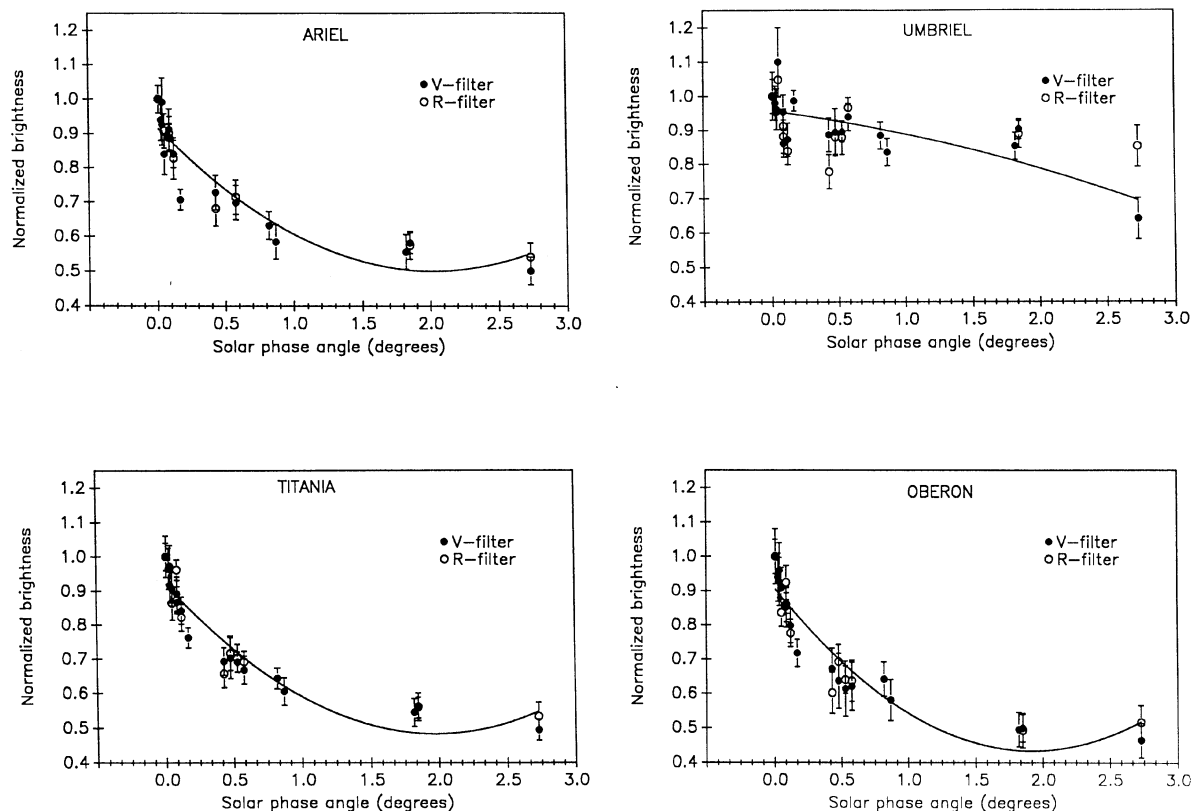 ARIEL
V-filter
R-filter
Normalized brightness
1.2
1.1
1.0
0.9
0.8
0.7
0.6
0.5
0.4
0.0 0.5 1.0 1.5 2.0 2.5 3.0
Solar phase angle (degrees)
UMBRIEL
V-filter
R-filter
Normalized brightness
1.2
1.1
1.0
0.9
0.8
0.7
0.6
0.5
0.4
0.0 0.5 1.0 1.5 2.0 2.5 3.0
Solar phase angle (degrees)
TITANIA
V-filter
R-filter
Normalized brightness
1.2
1.1
1.0
0.9
0.8
0.7
0.6
0.5
0.4
0.0 0.5 1.0 1.5 2.0 2.5 3.0
Solar phase angle (degrees)
OBERON
V-filter
R-filter
Normalized brightness
1.2
1.1
1.0
0.9
0.8
0.7
0.6
0.5
0.4
0.0 0.5 1.0 1.5 2.0 2.5 3.0
Solar phase angle (degrees)